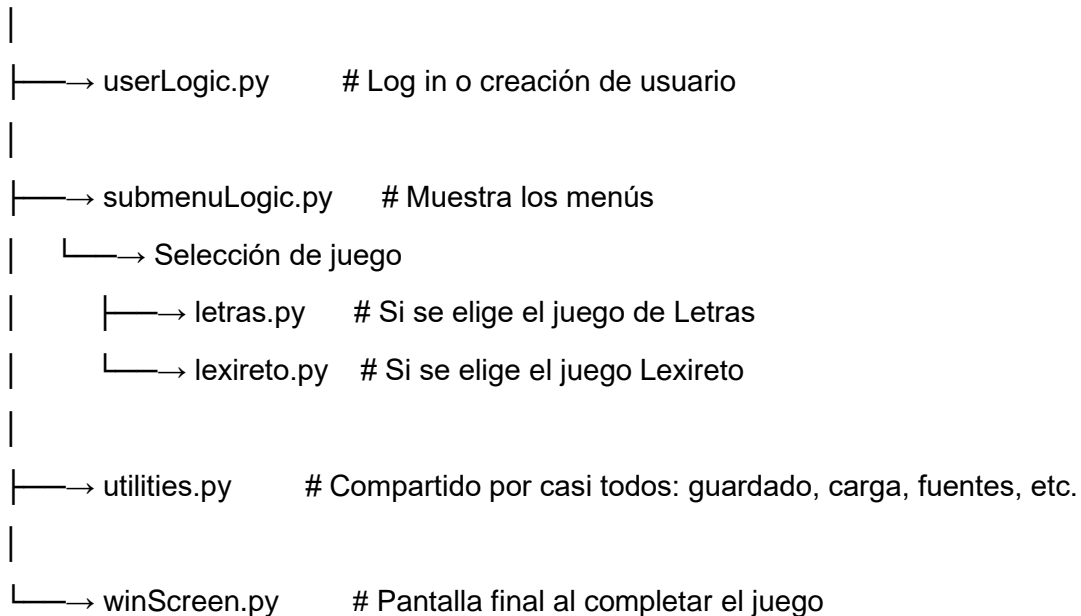 │
├──→ userLogic.py # Log in o creación de usuario
│
├──→ submenuLogic.py # Muestra los menús
│ └──→ Selección de juego
│ ├──→ letras.py # Si se elige el juego de Letras
│ └──→ lexireto.py # Si se elige el juego Lexireto
│
├──→ utilities.py # Compartido por casi todos: guardado, carga, fuentes, etc.
│
└──→ winScreen.py # Pantalla final al completar el juego